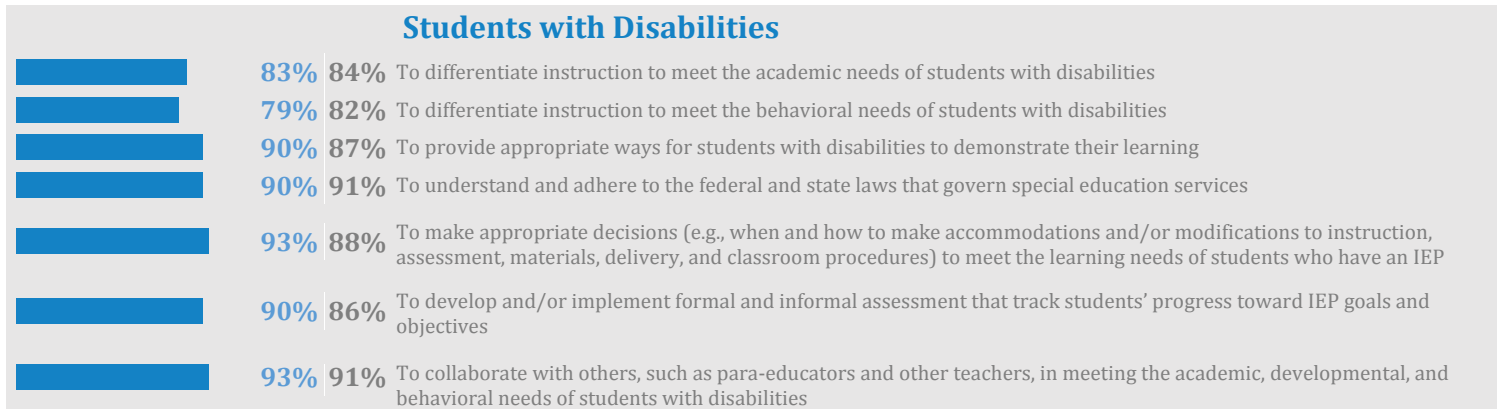 Students with Disabilities
83% 84% To differentiate instruction to meet the academic needs of students with disabilities
79% 82% To differentiate instruction to meet the behavioral needs of students with disabilities
90% 87% To provide appropriate ways for students with disabilities to demonstrate their learning
90% 91% To understand and adhere to the federal and state laws that govern special education services
93% 88% To make appropriate decisions (e.g., when and how to make accommodations and/or modifications to instruction,
assessment, materials, delivery, and classroom procedures) to meet the learning needs of students who have an IEP
90% 86% To develop and/or implement formal and informal assessment that track students’ progress toward IEP goals and
objectives
93% 91% To collaborate with others, such as para-educators and other teachers, in meeting the academic, developmental, and
behavioral needs of students with disabilities